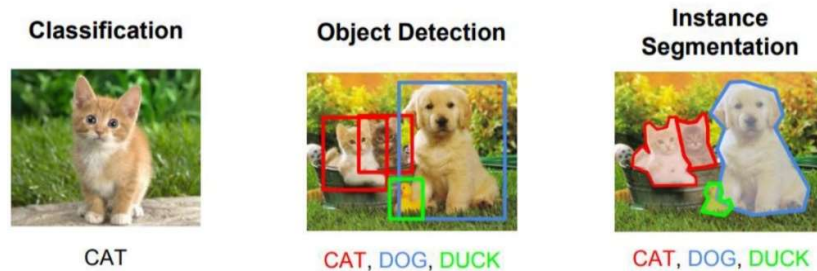 Classification
Object Detection
Instance
Segmentation
CAT
CAT, DOG, DUCK
CAT, DOG, DUCK